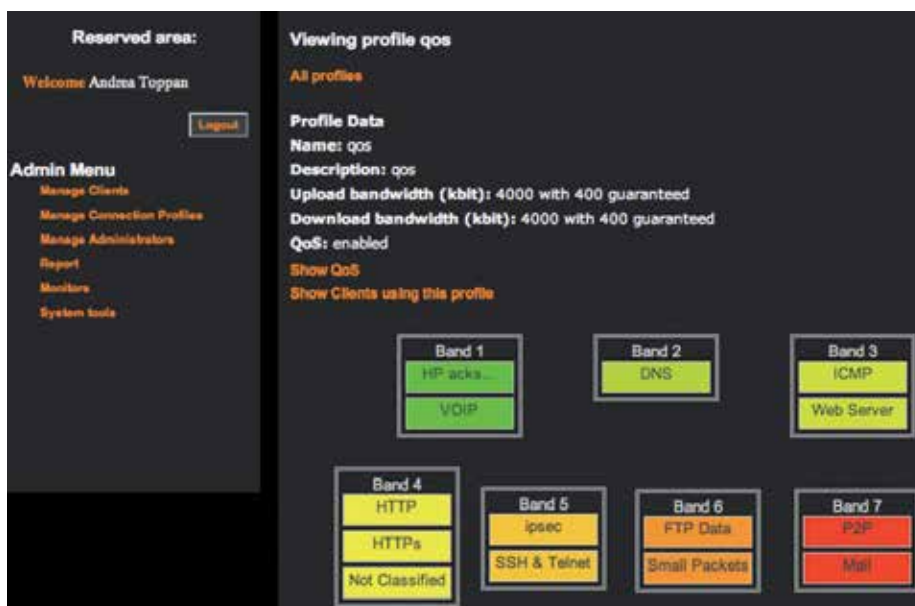 Reserved area:
Welcome Andrea Toppan
Logout
Admin Menu
Manage Clients
Manage Connection Profiles
Manage Administrators
Report
Monitors
System tools
Viewing profile qos
All profiles
Profile Data
Name: qos
Description: qos
Upload bandwidth (kbit): 4000 with 400 guaranteed
Download bandwidth (kbit): 4000 with 400 guaranteed
QoS: enabled
Show QoS
Show Clients using this profile
Band 1
HP acks...
VOIP
Band 2
DNS
Band 3
ICMP
Web Server
Band 4
HTTP
HTTPs
Not Classified
Band 5
ipsec
SSH & Telnet
Band 6
FTP Data
Small Packets
Band 7
P2P
Mail